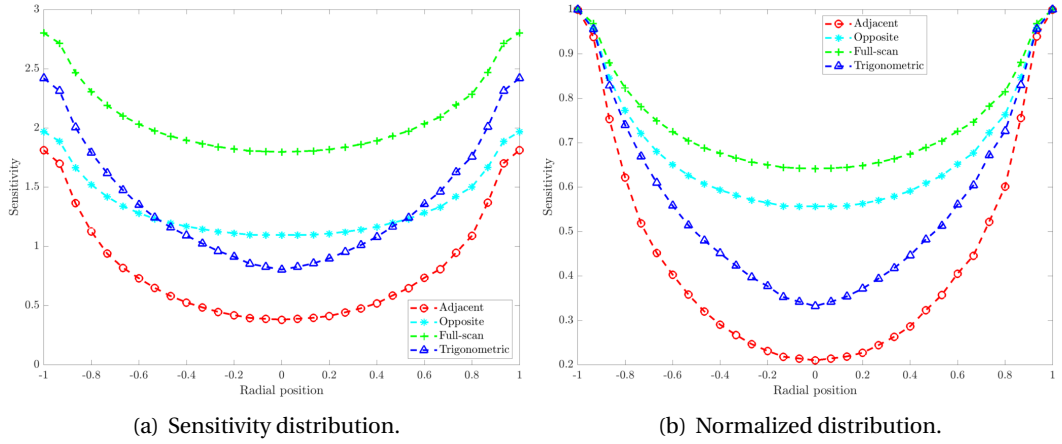 3
2.5
2
1.5
1
0.5
0
Sensitivity
-1 -0.8 -0.6 -0.4 -0.2 0 0.2 0.4 0.6 0.8 1
Radial position
Adjacent
Opposite
Full-scan
Trigonometric
(a) Sensitivity distribution.
1
0.9
0.8
0.7
0.6
0.5
0.4
0.3
0.2
Sensitivity
-1 -0.8 -0.6 -0.4 -0.2 0 0.2 0.4 0.6 0.8 1
Radial position
Adjacent
Opposite
Full-scan
Trigonometric
(b) Normalized distribution.